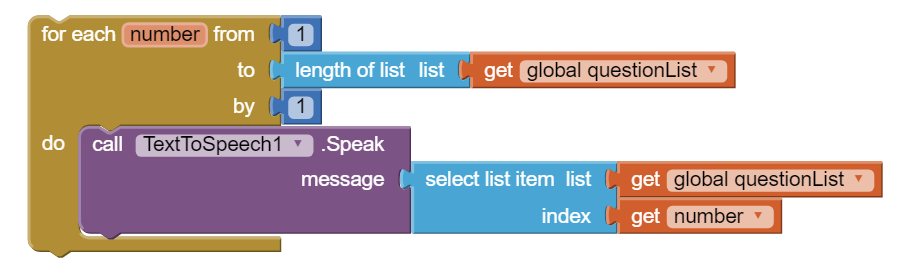 for each number from 1
to length of list list get global questionList
by 1
do call TextToSpeech1 .Speak
message select list item list get global questionList
index get number